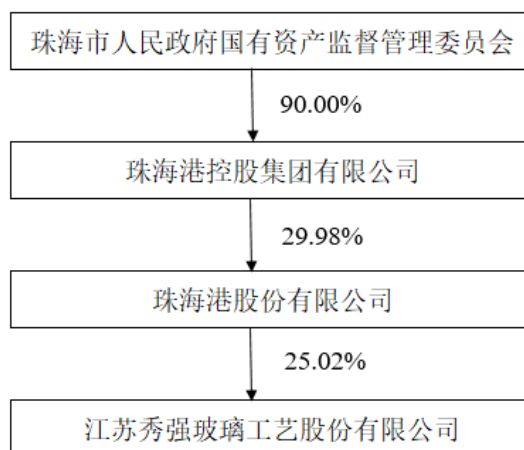 珠海市人民政府国有资产监督管理委员会
90.00%
珠海港控股集团有限公司
29.98%
珠海港股份有限公司
25.02%
江苏秀强玻璃工艺股份有限公司